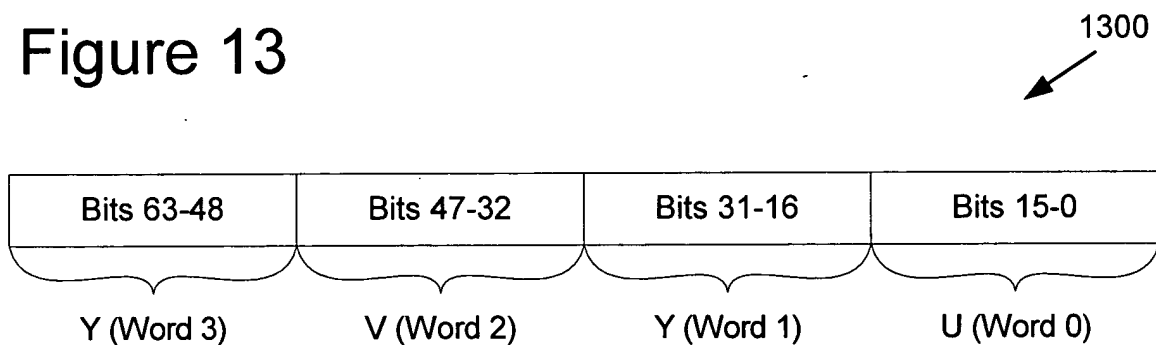 Figure 13
1300
Bits 63-48 Bits 47-32 Bits 31-16 Bits 15-0
Y (Word 3) V (Word 2) Y (Word 1) U (Word 0)